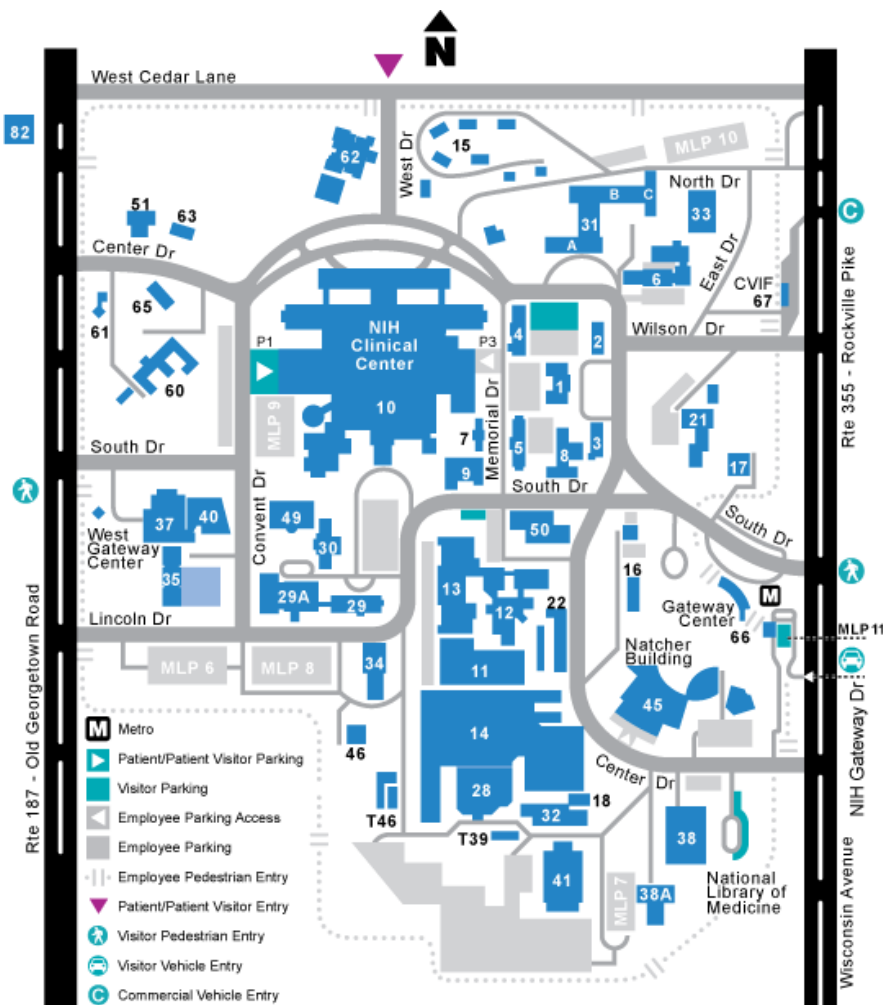 N
West Cedar Lane
82
62
West Dr
15
MLP 10
North Dr
B
C
31
A
33
51
63
Center Dr
6
East Dr
CVIF
67
C
65
61
60
P1
NIH
Clinical
Center
P3
10
MLP 9
4
2
Wilson Dr
1
Memorial Dr
7
5
8
3
9
21
17
Rte 355 - Rockville Pike
South Dr
South Dr
South Dr
37
40
West
Gateway
Center
35
Convent Dr
49
30
50
29A
29
13
12
22
16
Gateway
Center
M
66
MLP 11
Lincoln Dr
MLP 6
MLP 8
34
11
Natcher
Building
45
14
46
Center Dr
NIH Gateway Dr
Rte 187 - Old Georgetown Road
28
18
32
T46
T39
38
41
MLP 7
38A
National
Library of
Medicine
Wisconsin Avenue
M Metro
Patient/Patient Visitor Parking
Visitor Parking
Employee Parking Access
Employee Parking
Employee Pedestrian Entry
Patient/Patient Visitor Entry
Visitor Pedestrian Entry
Visitor Vehicle Entry
C Commercial Vehicle Entry